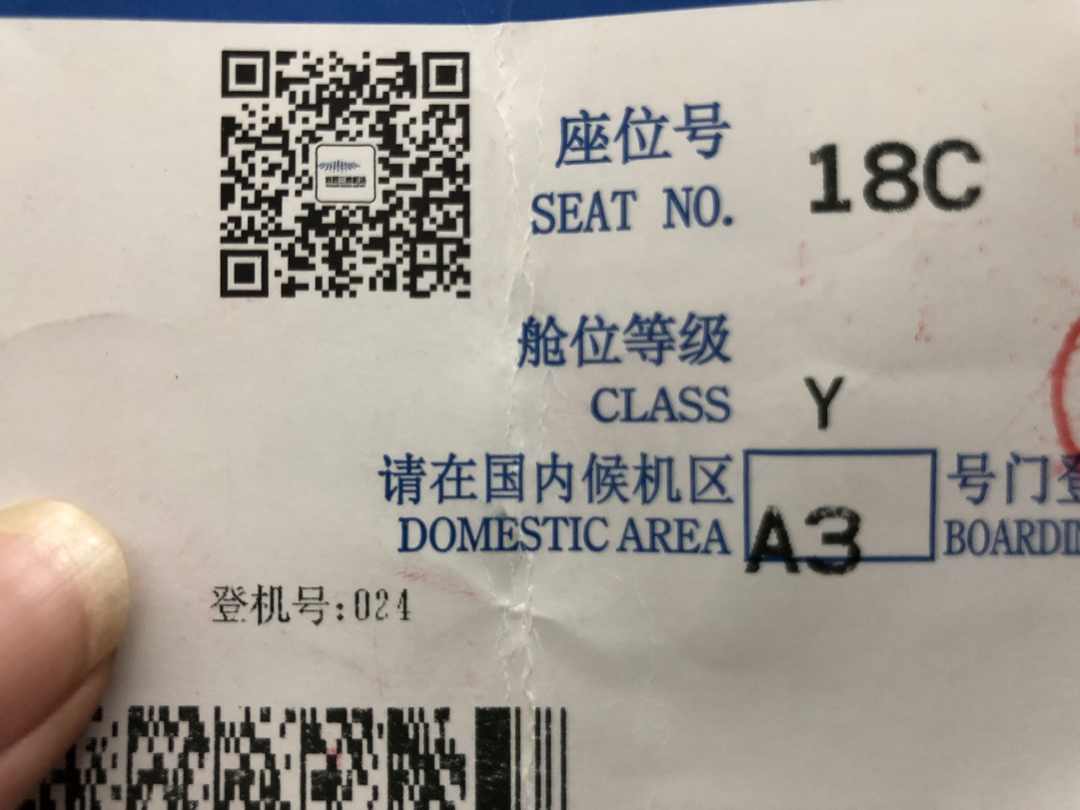 座位号 18C
SEAT NO.
舱位等级
CLASS Y
请在国内候机区 A3 号门登
DOMESTIC AREA BOARDI
登机号:024